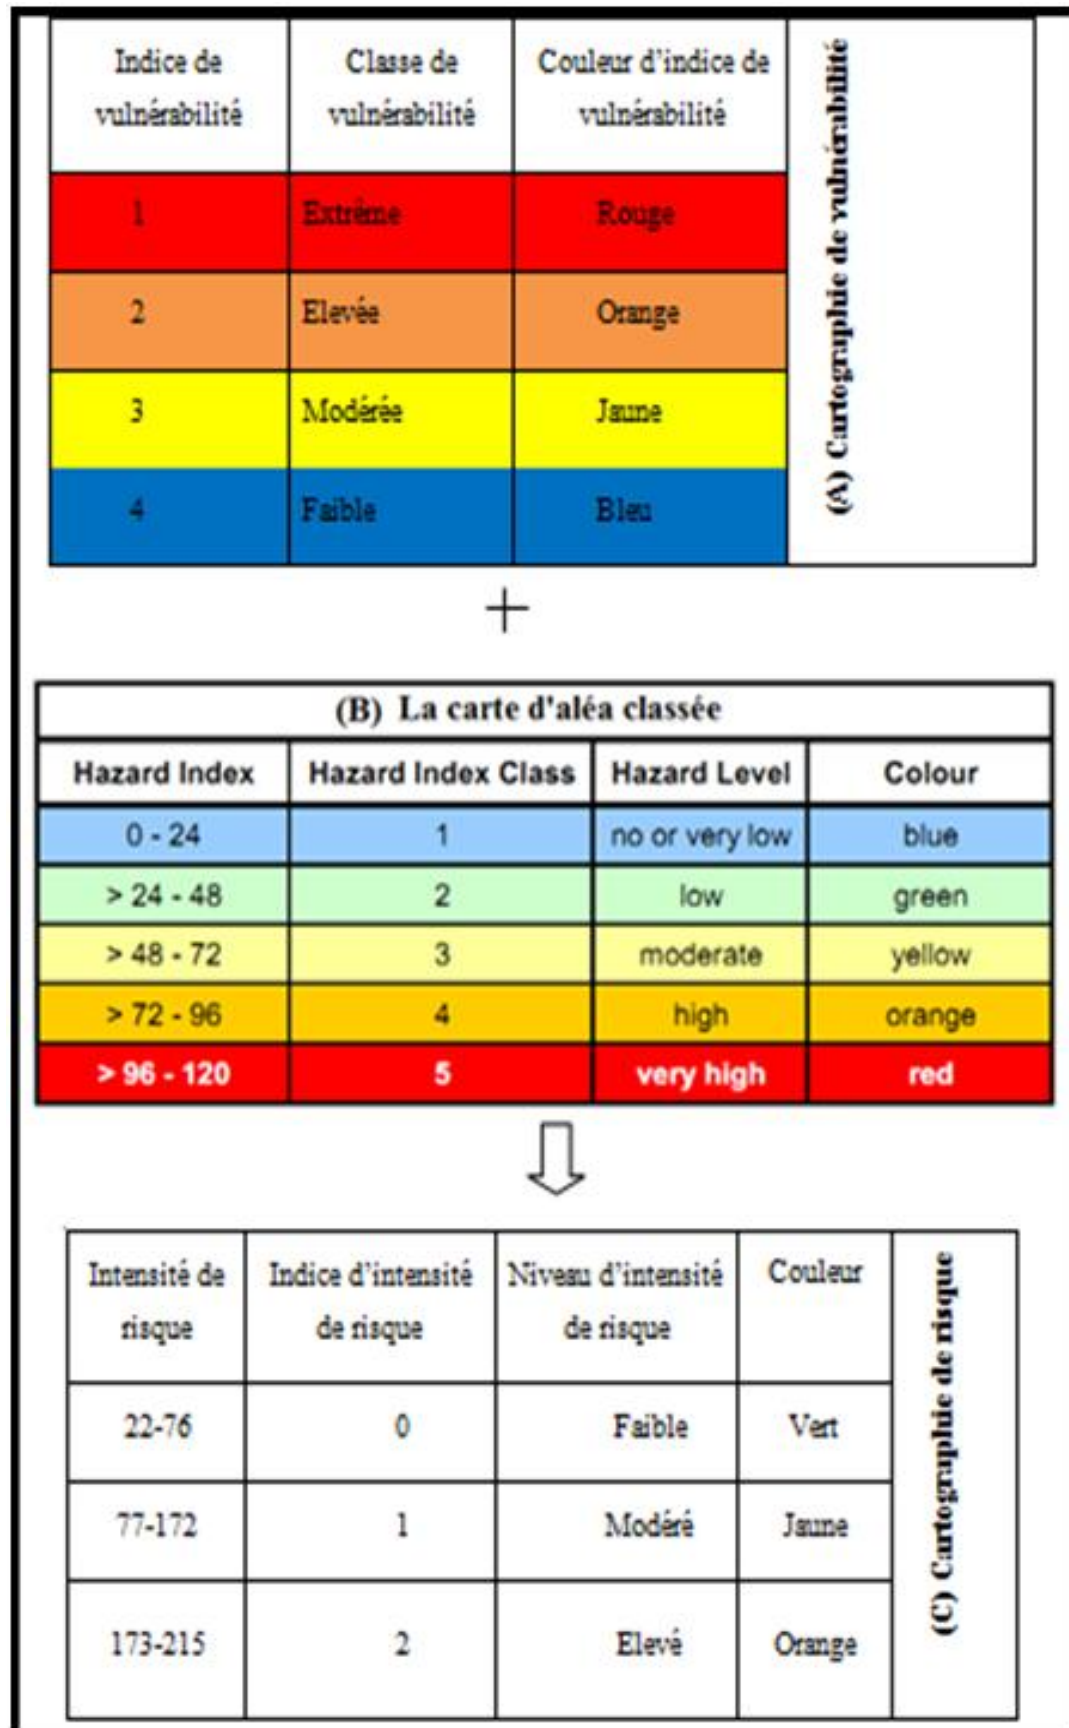 Indice de vulnérabilité Classe de vulnérabilité Couleur d'indice de vulnérabilité
1 Extrême Rouge
2 Elevée Orange
3 Modérée Jaune
4 Faible Bleu
(A) Cartographie de vulnérabilité
+
(B) La carte d'aléa classée
Hazard Index Hazard Index Class Hazard Level Colour
0 - 24 1 no or very low blue
> 24 - 48 2 low green
> 48 - 72 3 moderate yellow
> 72 - 96 4 high orange
> 96 - 120 5 very high red
Intensité de risque Indice d'intensité de risque Niveau d'intensité de risque Couleur
22-76 0 Faible Vert
77-172 1 Modéré Jaune
173-215 2 Elevé Orange
(C) Cartographie de risque